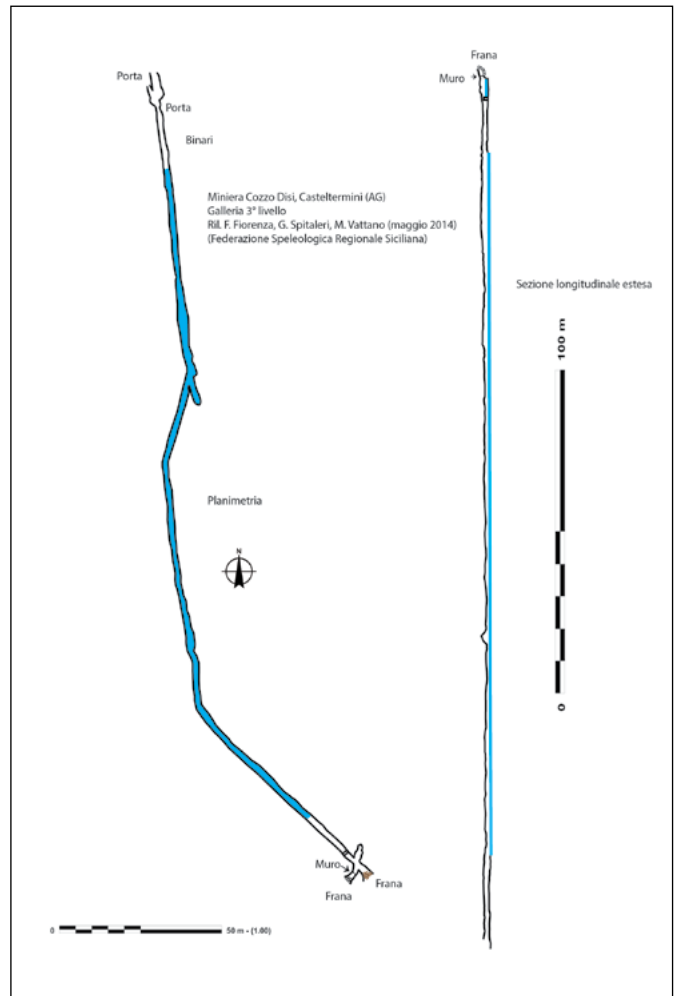 Porta
Porta
Binari
Miniera Cozzo Disi, Casteltermini (AG)
Galleria 3° livello
Ril. F. Fiorenza, G. Spitaleri, M. Vattano (maggio 2014)
(Federazione Speleologica Regionale Siciliana)
Planimetria
N
Muro
Frana
Frana
0
50 m - (1.00)
Frana
Muro
Sezione longitudinale estesa
100 m
0